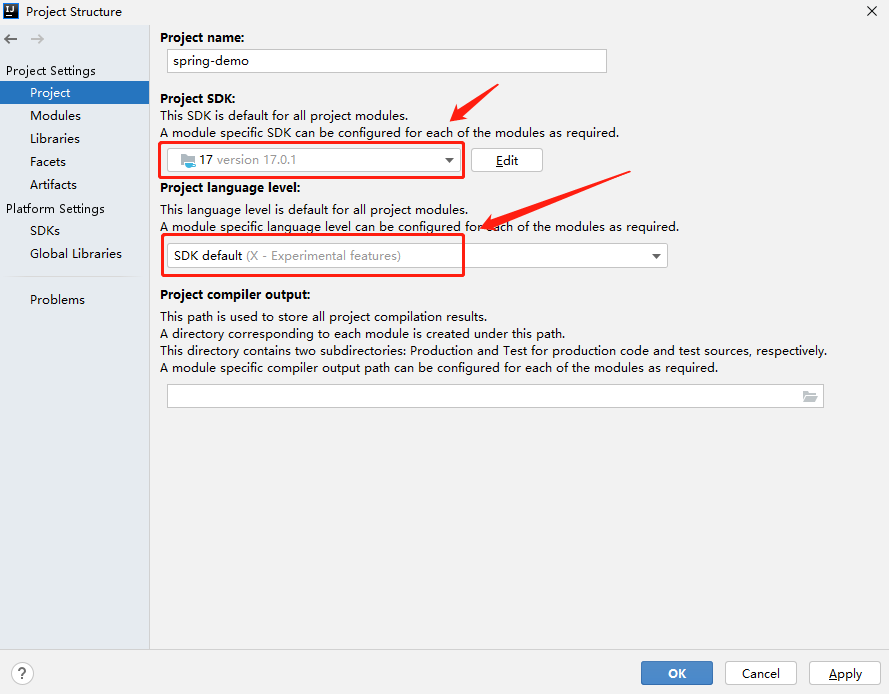 IJ
Project Structure
Project Settings
Project
Modules
Libraries
Facets
Artifacts
Platform Settings
SDKs
Global Libraries
Problems
Project name:
spring-demo
Project SDK:
This SDK is default for all project modules.
A module specific SDK can be configured for each of the modules as required.
17 version 17.0.1
Edit
Project language level:
This language level is default for all project modules.
A module specific language level can be configured for each of the modules as required.
SDK default (X - Experimental features)
Project compiler output:
This path is used to store all project compilation results.
A directory corresponding to each module is created under this path.
This directory contains two subdirectories: Production and Test for production code and test sources, respectively.
A module specific compiler output path can be configured for each of the modules as required.
?
OK
Cancel
Apply